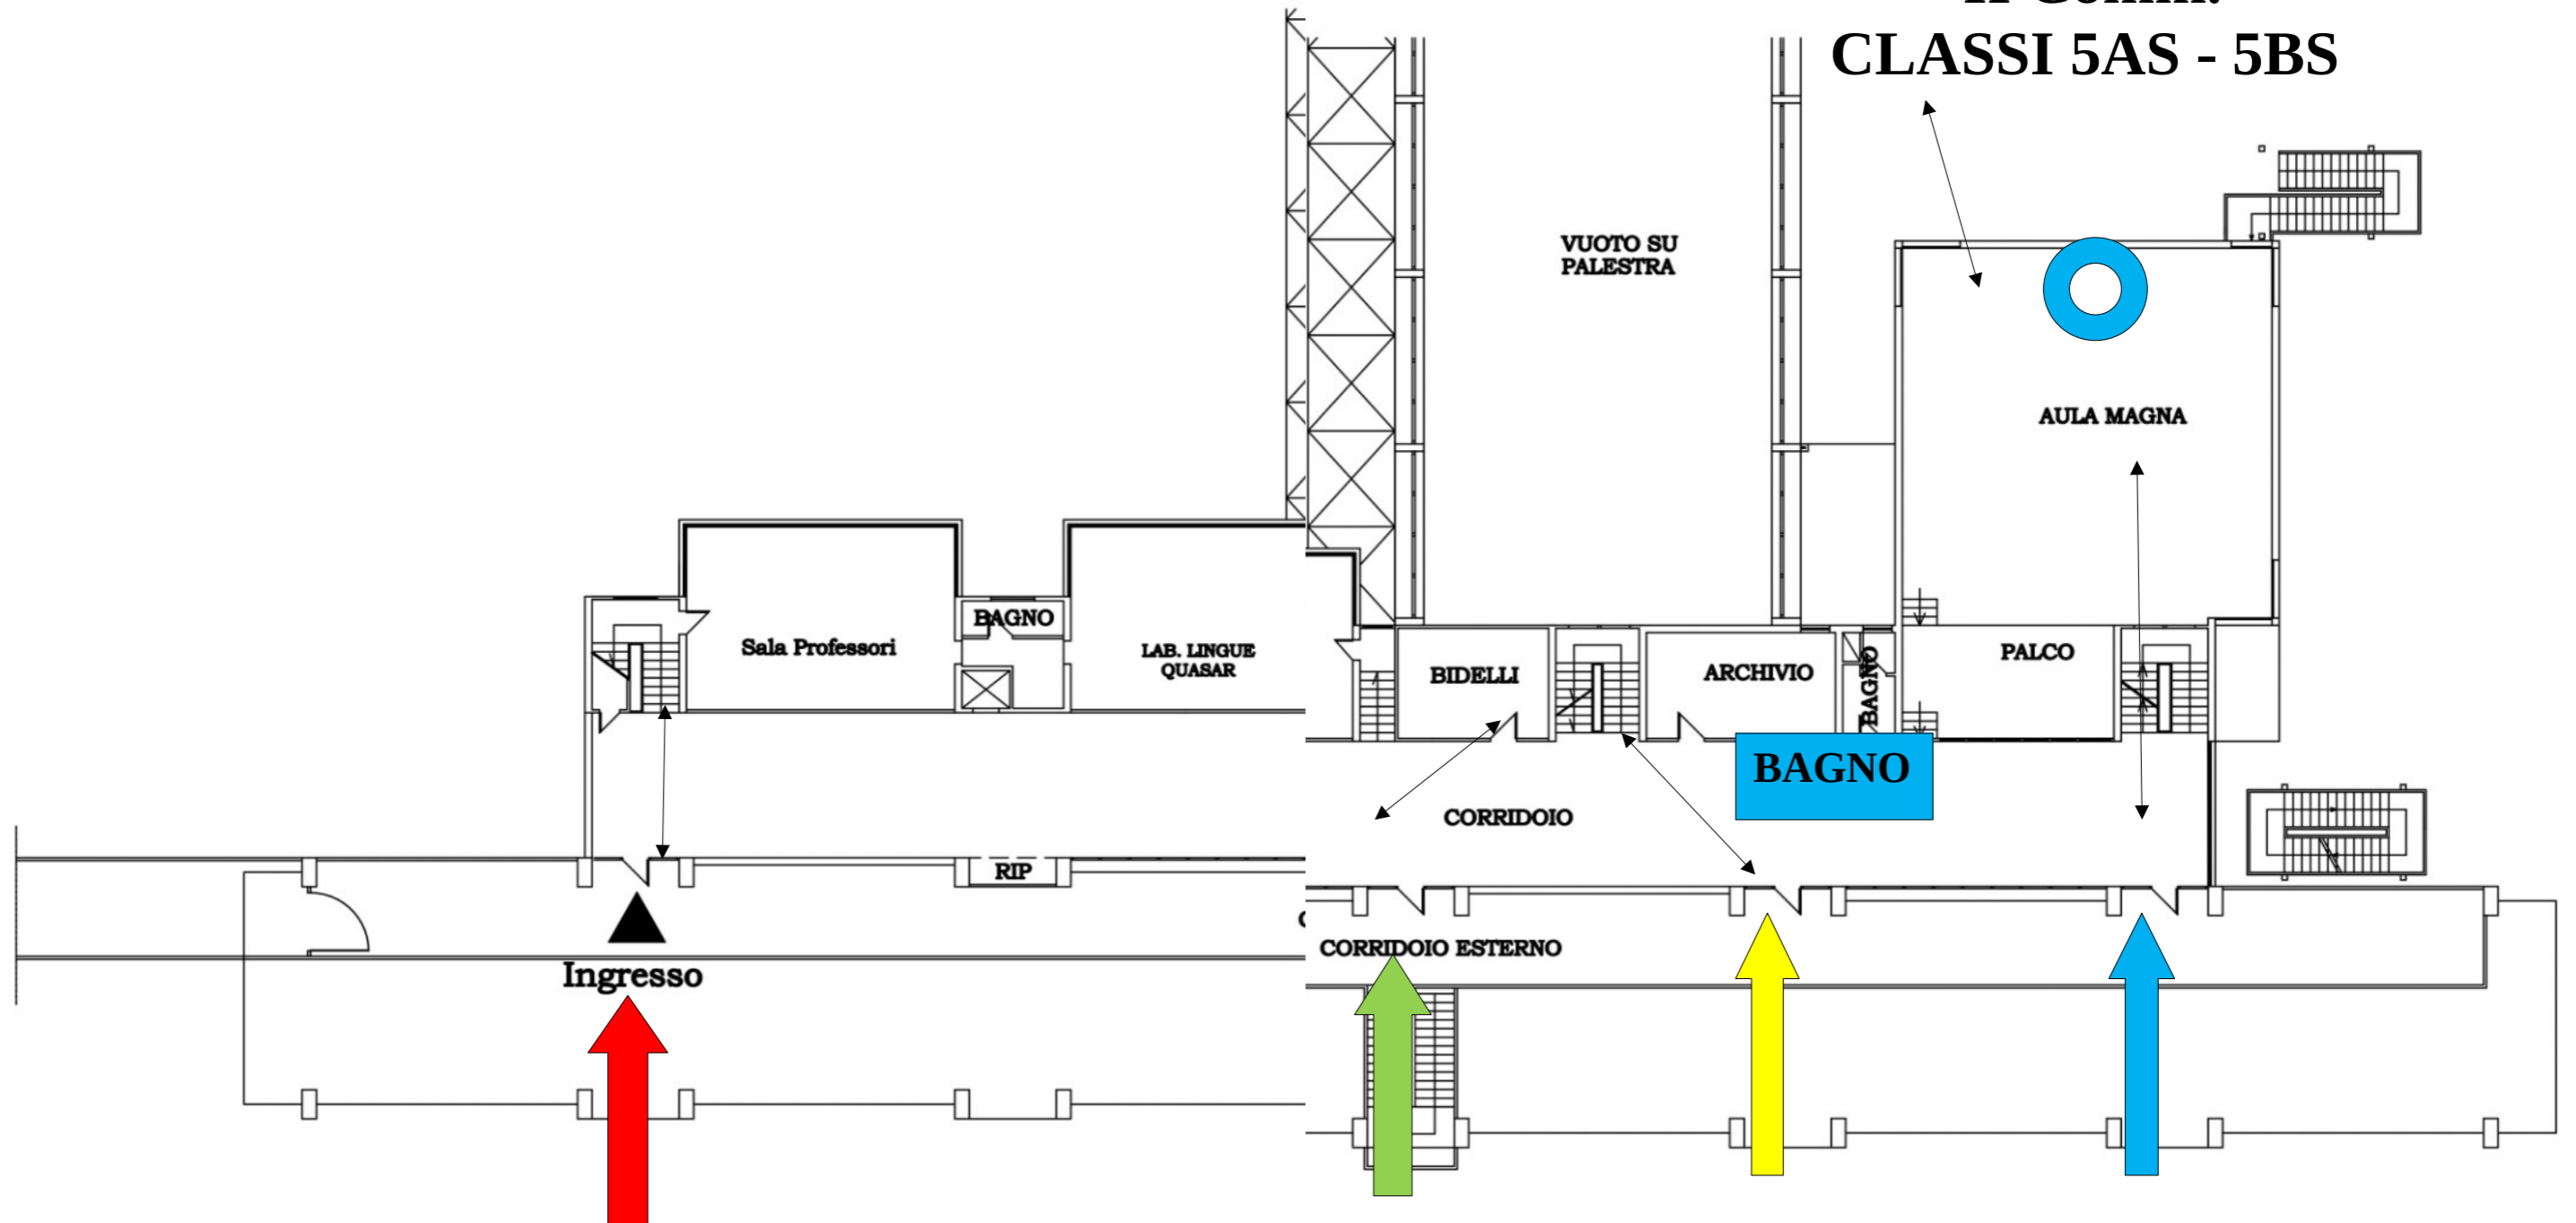 CLASSI 5AS - 5BS
VUOTO SU
PALESTRA
AULA MAGNA
BAGNO
Sala Professori
LAB. LINGUE
QUASAR
BIDELLI
ARCHIVIO
BAGNO
PALCO
BAGNO
CORRIDOIO
RIP
CORRIDOIO ESTERNO
Ingresso